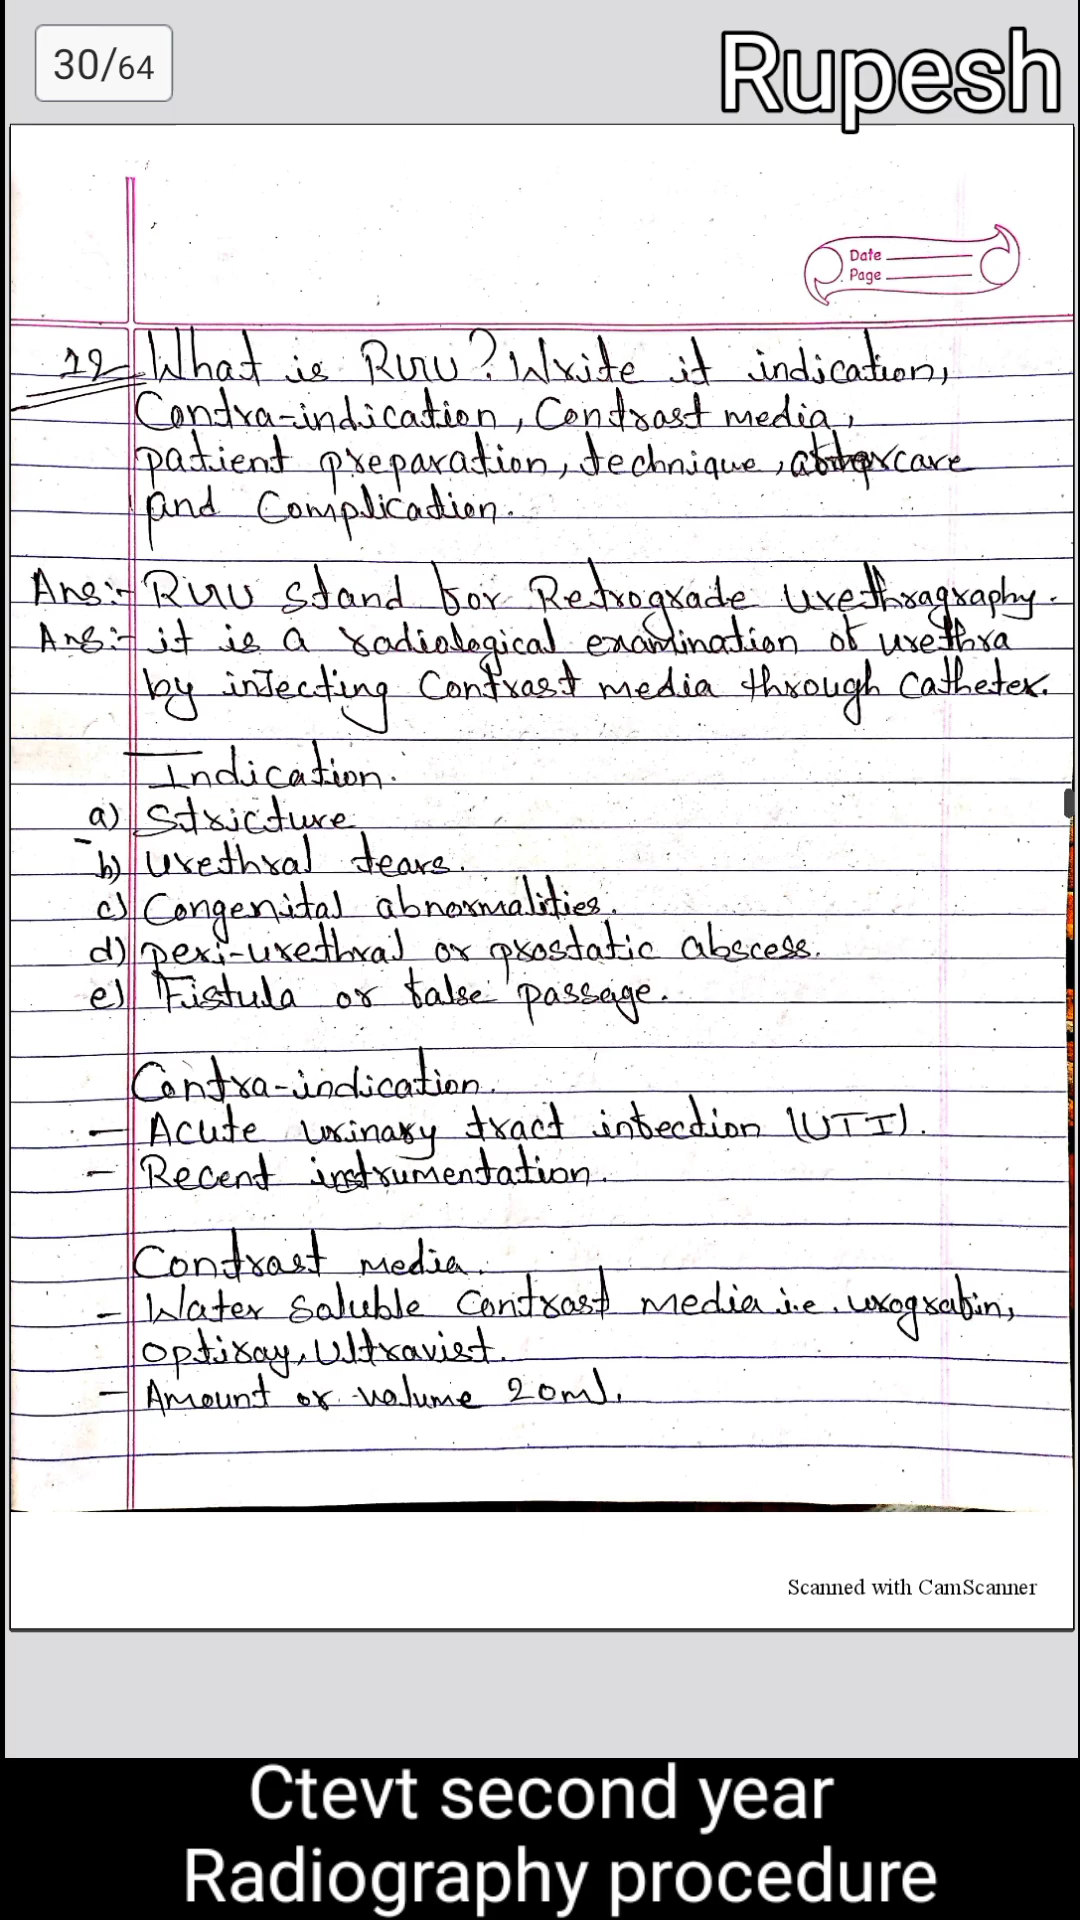 30/64
Rupesh
Date
Page
12 What is RUU? Write it indication,
Contra-indication, Contrast media,
patient preparation, technique, aftercare
and Complication.
Ans:- RUU stand for Retrograde urethragraphy.
Ans:- it is a radiological examination of urethra
by injecting Contrast media through catheter.
Indication.
a) Stricture
b) Urethral tears.
c) Congenital abnormalities.
d) peri-urethral or prostatic abscess.
e) Fistula or false passage.
Contra-indication.
- Acute urinary tract infection (UTI).
- Recent instrumentation.
Contrast media.
- Water Saluble Contrast media i.e. urografin,
optiray, Ultravist.
- Amount or valume 20ml.
Scanned with CamScanner
Ctevt second year
Radiography procedure